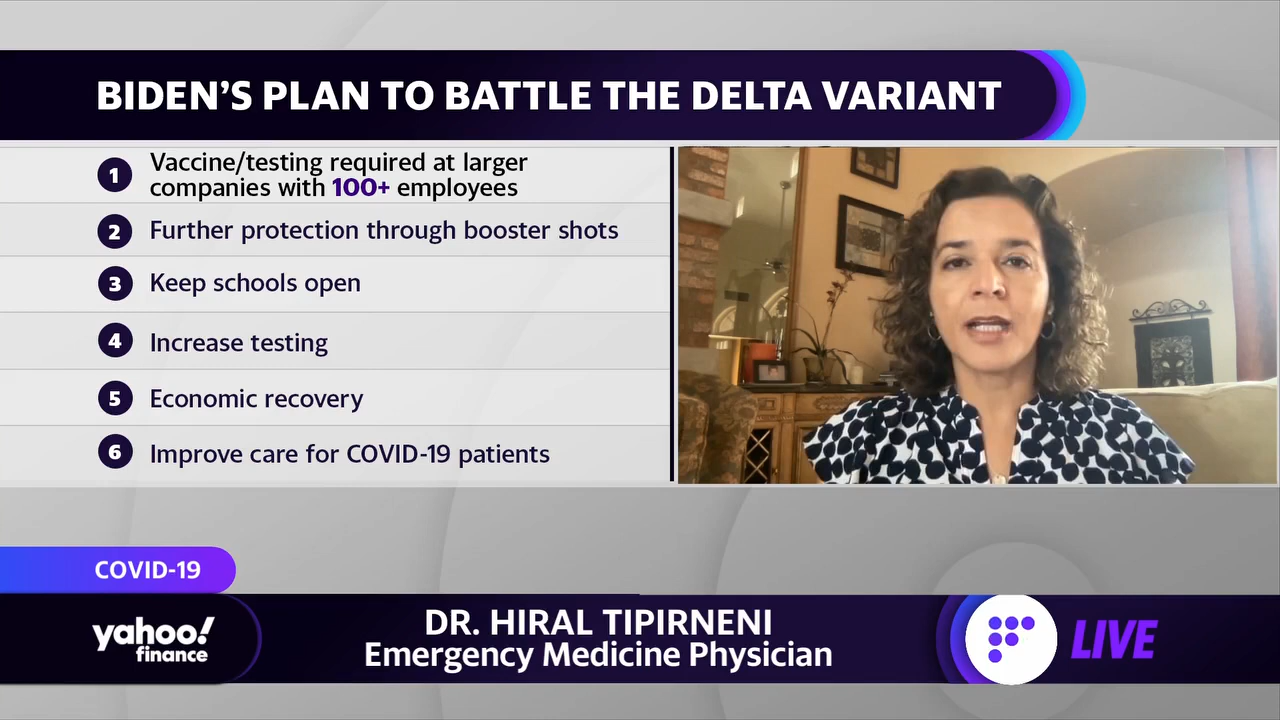 BIDEN'S PLAN TO BATTLE THE DELTA VARIANT
1 Vaccine/testing required at larger
companies with 100+ employees
2 Further protection through booster shots
3 Keep schools open
4 Increase testing
5 Economic recovery
6 Improve care for COVID-19 patients
COVID-19
yahoo!
finance
DR. HIRAL TIPIRNENI
Emergency Medicine Physician
LIVE